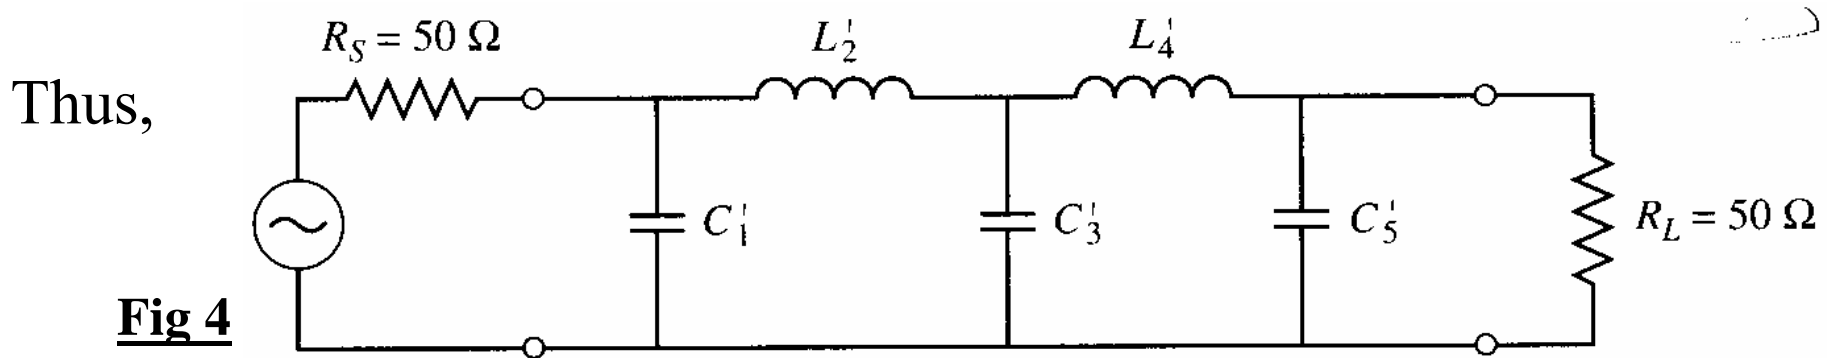 R_S = 50 Ω
L'_2
L'_4
Thus,
C'_1
C'_3
C'_5
R_L = 50 Ω
Fig 4